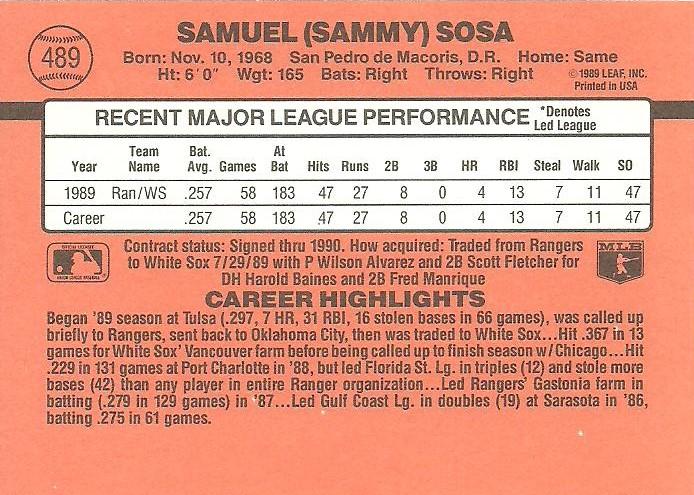 489
SAMUEL (SAMMY) SOSA
Born: Nov. 10, 1968 San Pedro de Macoris, D.R. Home: Same
Ht: 6´0˝ Wgt: 165 Bats: Right Throws: Right
©1989 LEAF, INC.
Printed in USA
RECENT MAJOR LEAGUE PERFORMANCE *Denotes Led League
Year Team Name Bat. Avg. Games At Bat Hits Runs 2B 3B HR RBI Steal Walk SO
1989 Ran/WS .257 58 183 47 27 8 0 4 13 7 11 47
Career .257 58 183 47 27 8 0 4 13 7 11 47
Contract status: Signed thru 1990. How acquired: Traded from Rangers
to White Sox 7/29/89 with P Wilson Alvarez and 2B Scott Fletcher for
DH Harold Baines and 2B Fred Manrique
MLB
CAREER HIGHLIGHTS
Began '89 season at Tulsa (.297, 7 HR, 31 RBI, 16 stolen bases in 66 games), was called up
briefly to Rangers, sent back to Oklahoma City, then was traded to White Sox...Hit .367 in 13
games for White Sox' Vancouver farm before being called up to finish season w/Chicago...Hit
.229 in 131 games at Port Charlotte in '88, but led Florida St. Lg. in triples (12) and stole more
bases (42) than any player in entire Ranger organization...Led Rangers' Gastonia farm in
batting (.279 in 129 games) in '87...Led Gulf Coast Lg. in doubles (19) at Sarasota in '86,
batting .275 in 61 games.